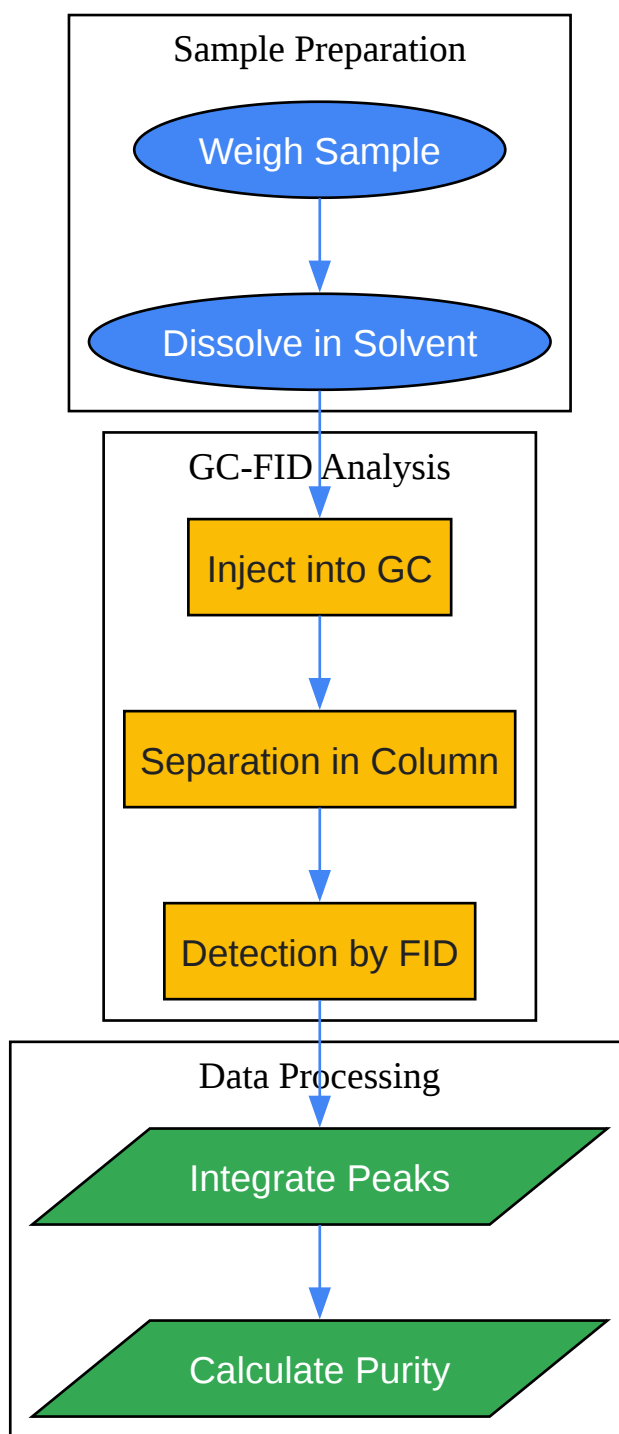 Sample Preparation
Weigh Sample
Dissolve in Solvent
GC-FID Analysis
Inject into GC
Separation in Column
Detection by FID
Data Processing
Integrate Peaks
Calculate Purity